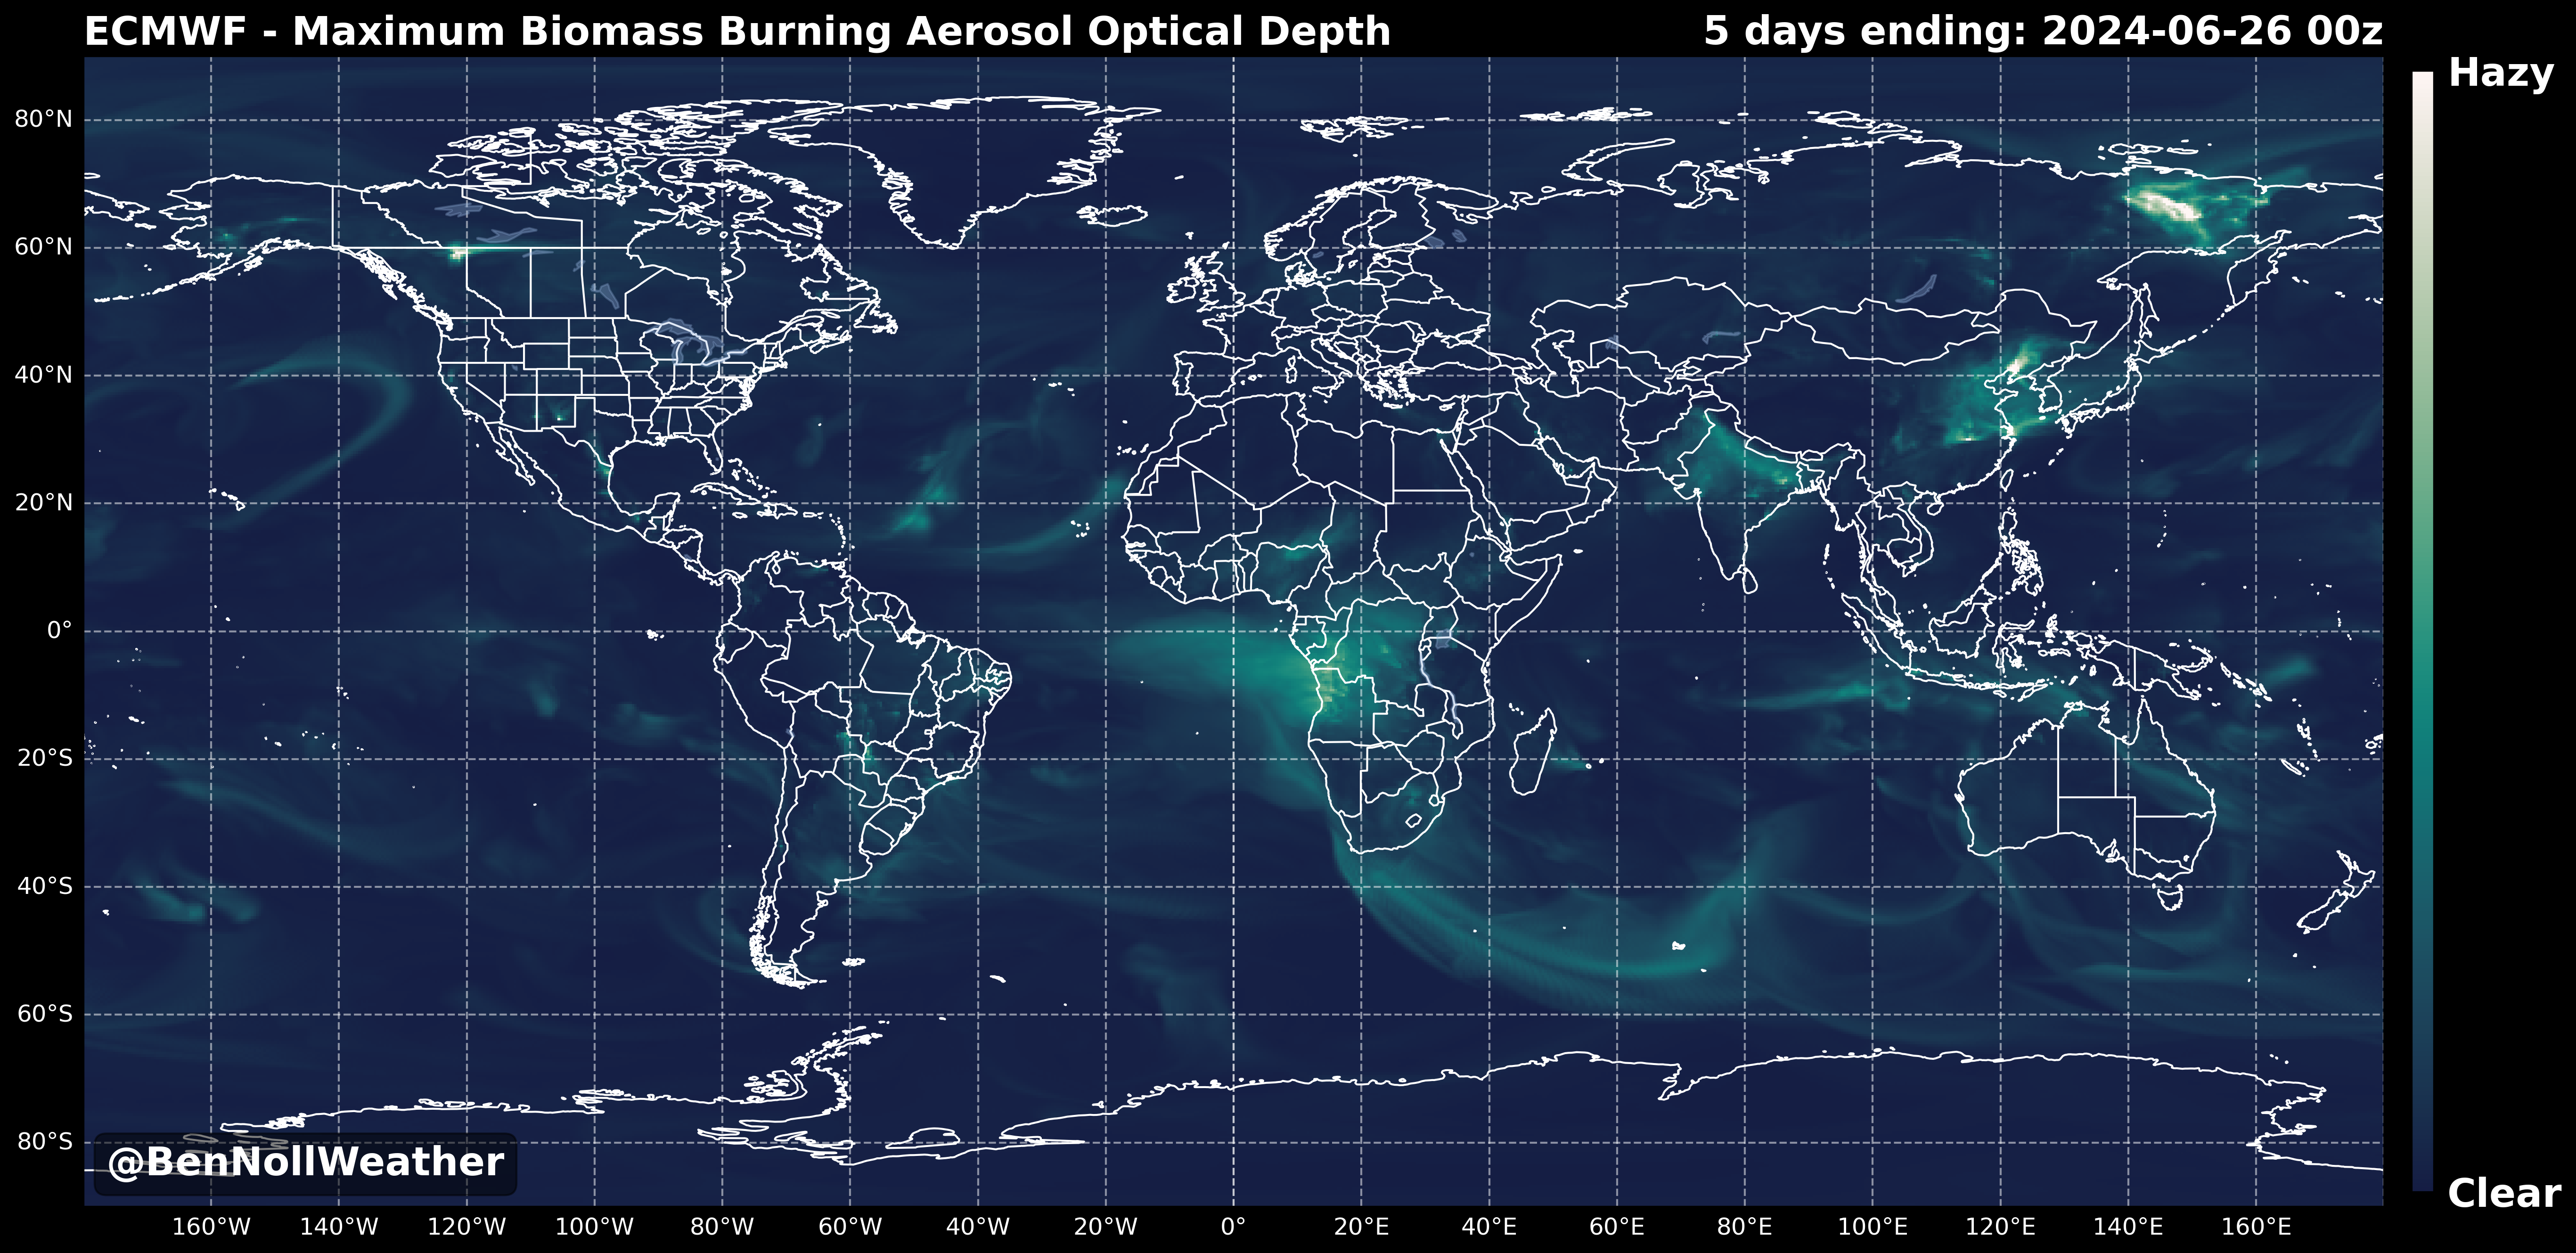 ECMWF - Maximum Biomass Burning Aerosol Optical Depth
5 days ending: 2024-06-26 00z
Hazy
80°N
60°N
40°N
20°N
0°
20°S
40°S
60°S
80°S
@BenNollWeather
Clear
160°W 140°W 120°W 100°W 80°W 60°W 40°W 20°W 0° 20°E 40°E 60°E 80°E 100°E 120°E 140°E 160°E